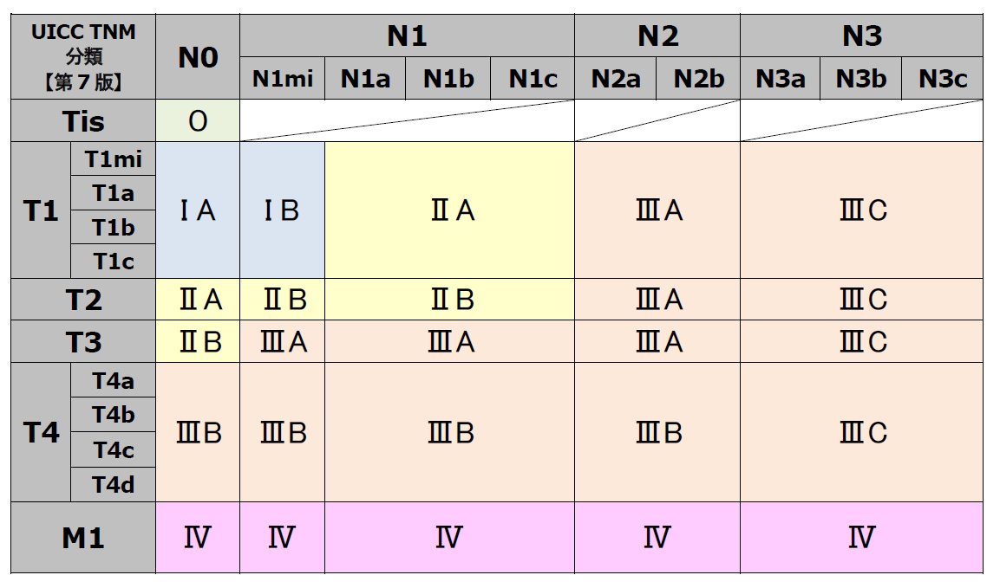 UICC TNM
分類
【第７版】
N0
N1
N2
N3
N1mi
N1a
N1b
N1c
N2a
N2b
N3a
N3b
N3c
Tis
０
T1
T1mi
T1a
T1b
T1c
ⅠＡ
ⅠＢ
ⅡＡ
ⅢＡ
ⅢＣ
T2
ⅡＡ
ⅡＢ
ⅡＢ
ⅢＡ
ⅢＣ
T3
ⅡＢ
ⅢＡ
ⅢＡ
ⅢＡ
ⅢＣ
T4
T4a
T4b
T4c
T4d
ⅢＢ
ⅢＢ
ⅢＢ
ⅢＢ
ⅢＣ
M1
Ⅳ
Ⅳ
Ⅳ
Ⅳ
Ⅳ